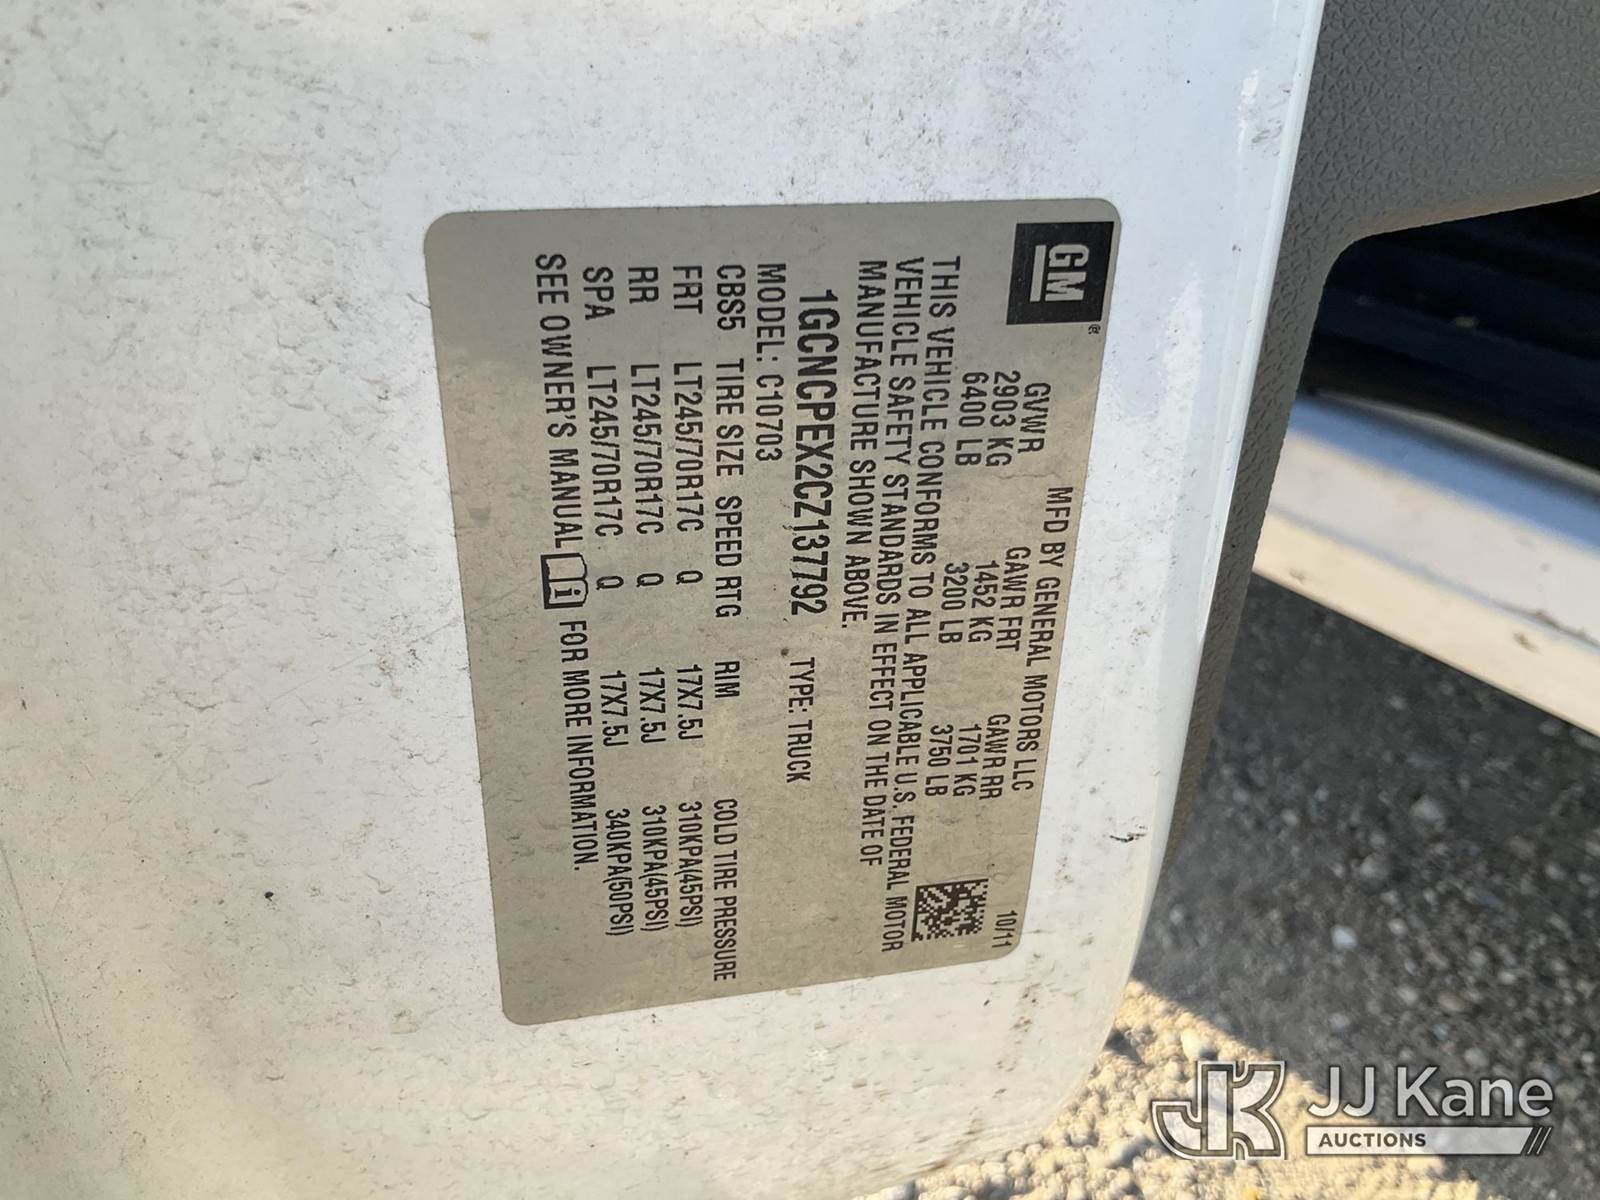 GM
MFD BY GENERAL MOTORS LLC 10/11
GVWR GAWR FRT GAWR RR
2903 KG 1452 KG 1701 KG
6400 LB 3200 LB 3750 LB
THIS VEHICLE CONFORMS TO ALL APPLICABLE U.S. FEDERAL MOTOR
VEHICLE SAFETY STANDARDS IN EFFECT ON THE DATE OF
MANUFACTURE SHOWN ABOVE.
1GCNCPEX2CZ137792 TYPE: TRUCK
MODEL: C10703
CBS5 TIRE SIZE SPEED RTG RIM COLD TIRE PRESSURE
FRT LT245/70R17C Q 17X7.5J 310KPA(45PSI)
RR LT245/70R17C Q 17X7.5J 310KPA(45PSI)
SPA LT245/70R17C Q 17X7.5J 340KPA(50PSI)
SEE OWNER'S MANUAL i FOR MORE INFORMATION.
JK JJ Kane
AUCTIONS